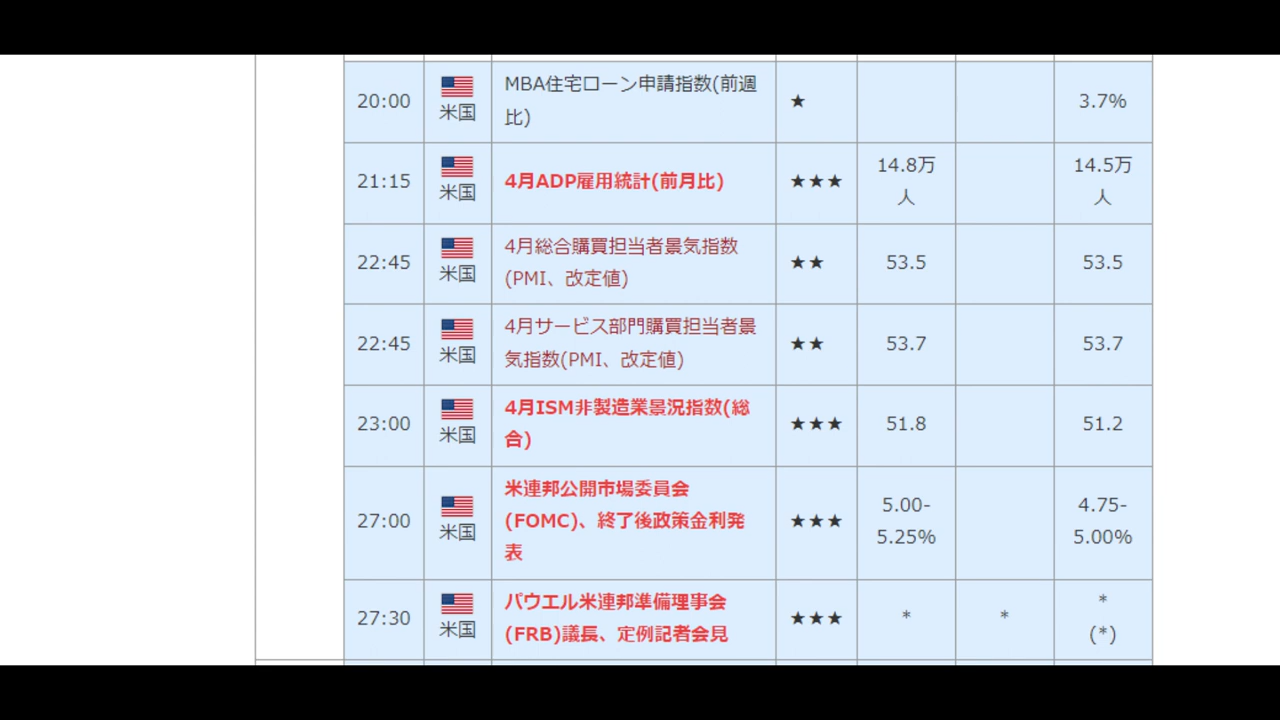 20:00 米国 MBA住宅ローン申請指数(前週比) ★ 3.7%
21:15 米国 4月ADP雇用統計(前月比) ★★★ 14.8万人 14.5万人
22:45 米国 4月総合購買担当者景気指数(PMI、改定値) ★★ 53.5 53.5
22:45 米国 4月サービス部門購買担当者景気指数(PMI、改定値) ★★ 53.7 53.7
23:00 米国 4月ISM非製造業景況指数(総合) ★★★ 51.8 51.2
27:00 米国 米連邦公開市場委員会(FOMC)、終了後政策金利発表 ★★★ 5.00-5.25% 4.75-5.00%
27:30 米国 パウエル米連邦準備理事会(FRB)議長、定例記者会見 ★★★ * * *(*)